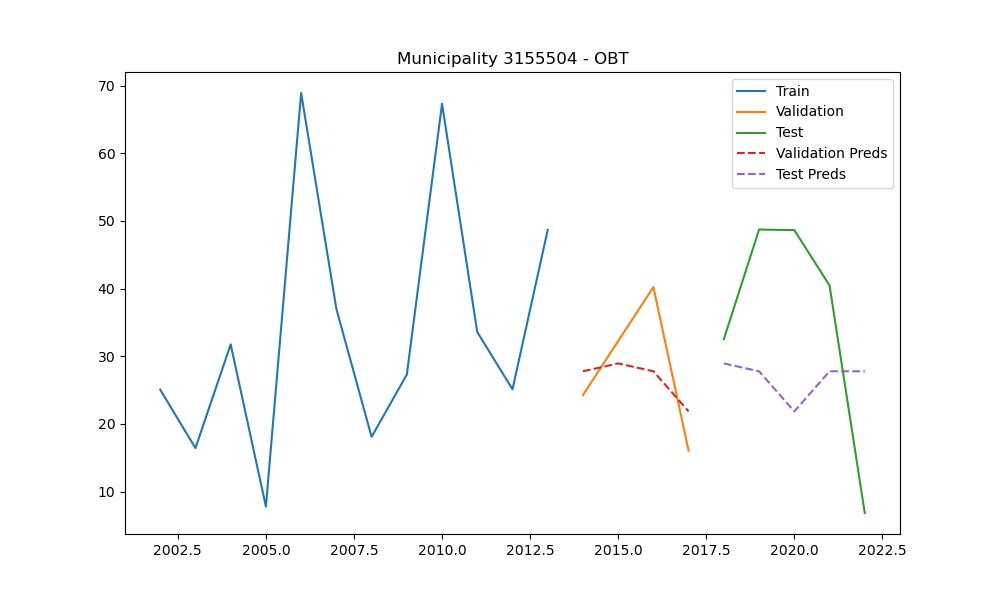 Municipality 3155504 - OBT
70
60
50
40
30
20
10
2002.5 2005.0 2007.5 2010.0 2012.5 2015.0 2017.5 2020.0 2022.5
Train
Validation
Test
Validation Preds
Test Preds